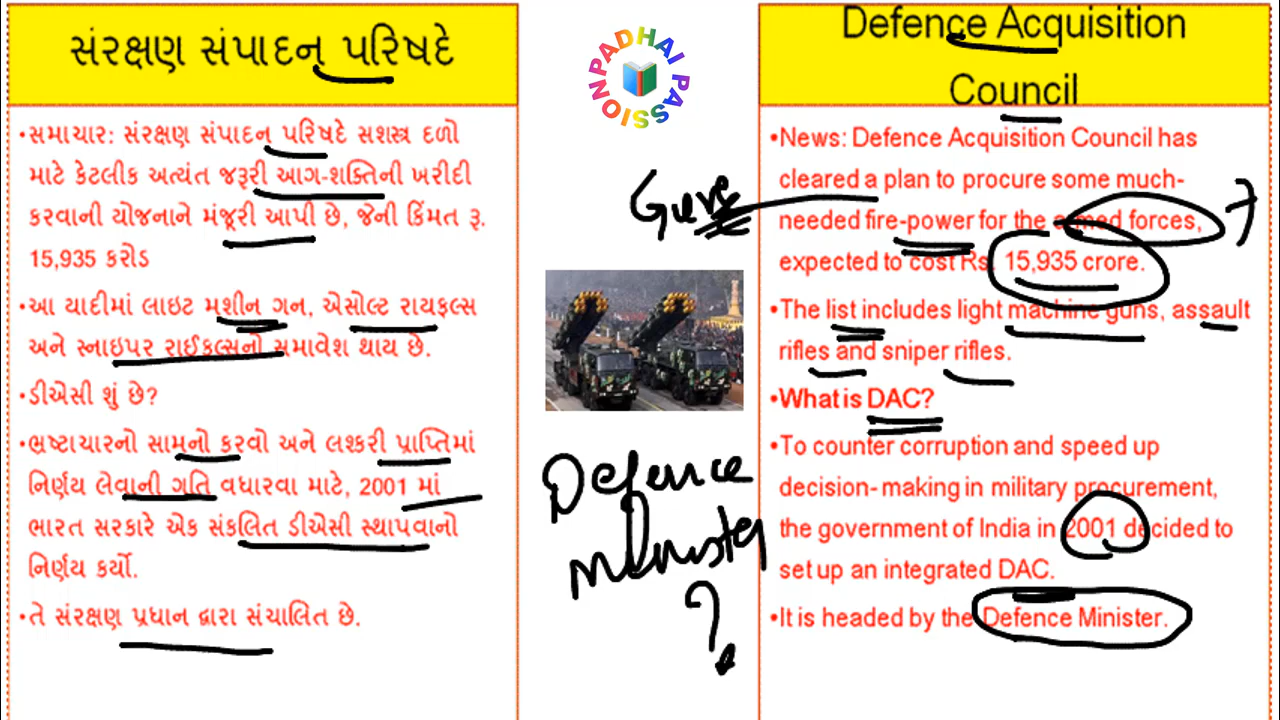 સંરક્ષણ સંપાદન પરિષદે
•સમાચાર: સંરક્ષણ સંપાદન પરિષદે સશસ્ત્ર દળો
માટે કેટલીક અત્યંત જરૂરી આગ-શક્તિની ખરીદી
કરવાની યોજનાને મંજૂરી આપી છે, જેની કિંમત રૂ.
15,935 કરોડ
•આ યાદીમાં લાઇટ મશીન ગન, એસોલ્ટ રાયફલ્સ
અને સ્નાઇપર રાઈફલ્સનો સમાવેશ થાય છે.
•ડીએસી શું છે?
•ભ્રષ્ટાચારનો સામનો કરવો અને લશ્કરી પ્રાપ્તિમાં
નિર્ણય લેવાની ગતિ વધારવા માટે, 2001 માં
ભારત સરકારે એક સંકલિત ડીએસી સ્થાપવાનો
નિર્ણય કર્યો.
•તે સંરક્ષણ પ્રધાન દ્વારા સંચાલિત છે.
PADHAI PASSION
Defence
Minister
?
Defence Acquisition
Council
•News: Defence Acquisition Council has
cleared a plan to procure some much-
needed fire-power for the armed forces,
expected to cost Rs. 15,935 crore.
•The list includes light machine guns, assault
rifles and sniper rifles.
•What is DAC?
•To counter corruption and speed up
decision- making in military procurement,
the government of India in 2001 decided to
set up an integrated DAC.
•It is headed by the Defence Minister.